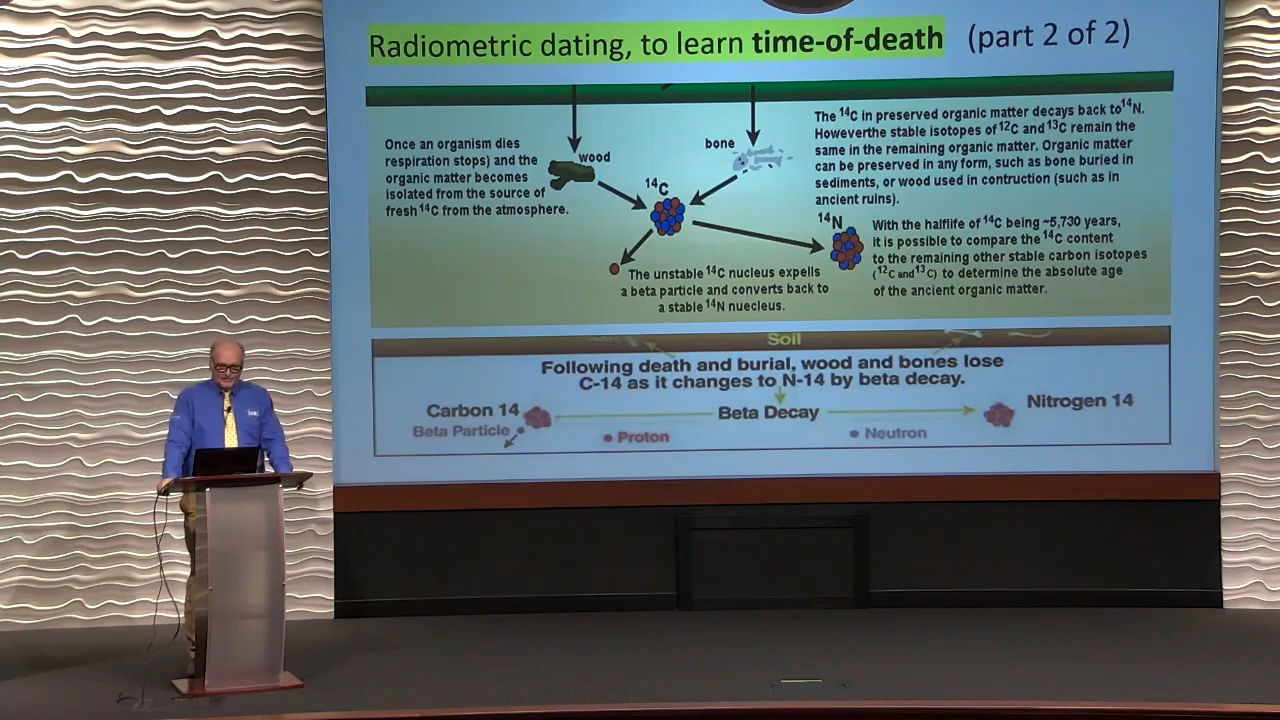 Radiometric dating, to learn time-of-death (part 2 of 2)
Once an organism dies
respiration stops) and the
organic matter becomes
isolated from the source of
fresh 14C from the atmosphere.
wood
bone
14C
The 14C in preserved organic matter decays back to14N.
Howeverthe stable isotopes of 12C and 13C remain the
same in the remaining organic matter. Organic matter
can be preserved in any form, such as bone buried in
sediments, or wood used in contruction (such as in
ancient ruins).
14N
With the halflife of 14C being ~5,730 years,
it is possible to compare the 14C content
to the remaining other stable carbon isotopes
(12C and13C) to determine the absolute age
of the ancient organic matter.
The unstable 14C nucleus expells
a beta particle and converts back to
a stable 14N nuecleus.
Soil
Following death and burial, wood and bones lose
C-14 as it changes to N-14 by beta decay.
Carbon 14
Beta Decay
Nitrogen 14
Beta Particle
Proton
Neutron